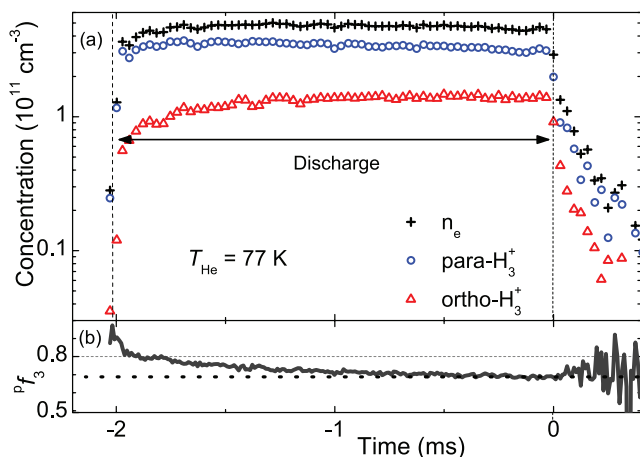 (a)
Concentration (10¹¹ cm⁻³)
1
0.1
Discharge
T_He = 77 K
n_e
para-H₃⁺
ortho-H₃⁺
(b)
ᵖf₃
0.8
0.5
-2
-1
0
Time (ms)